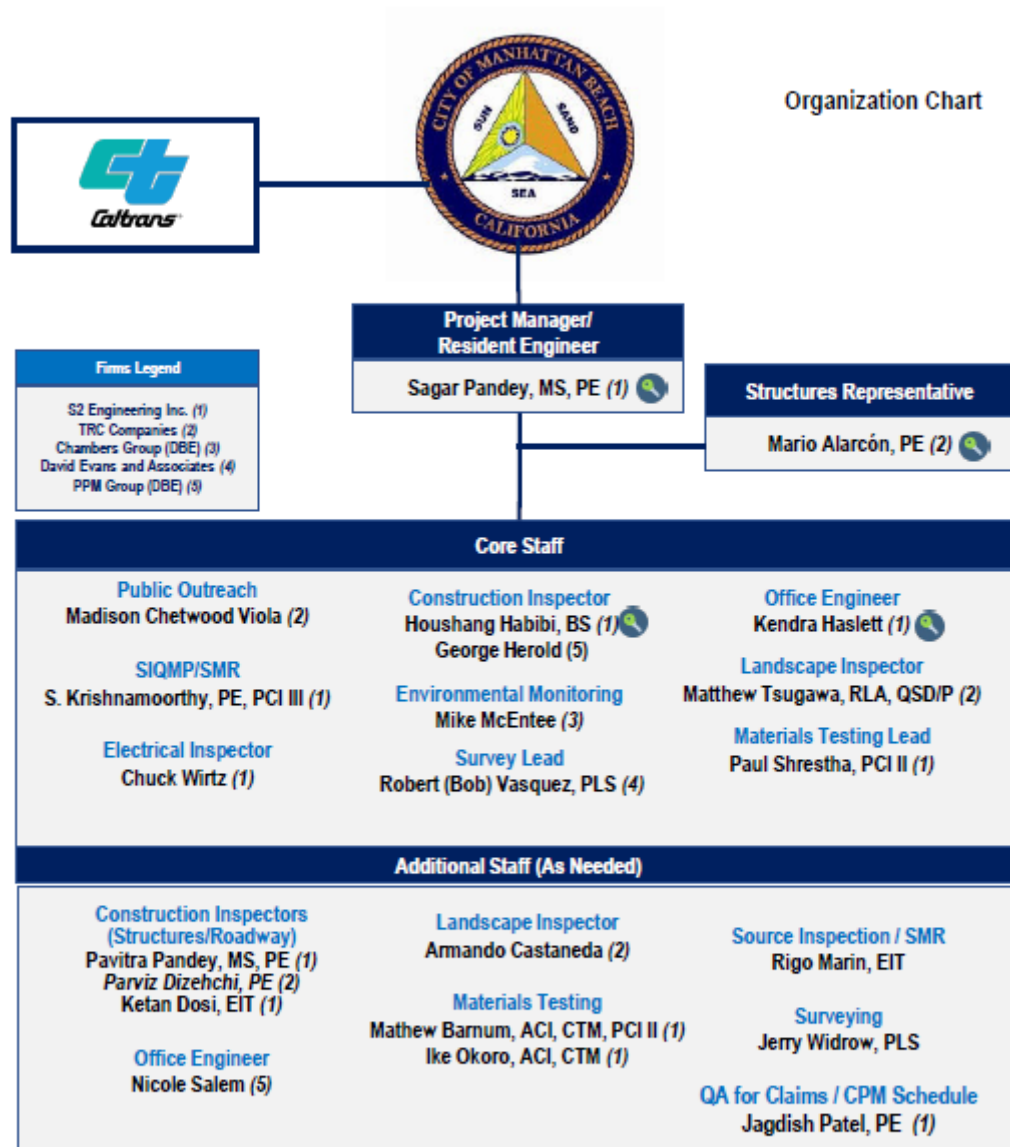 Organization Chart
CITY OF MANHATTAN BEACH
SUN
SAND
SEA
CALIFORNIA
Caltrans
Project Manager/
Resident Engineer
Sagar Pandey, MS, PE (1)
Firms Legend
S2 Engineering Inc. (1)
TRC Companies (2)
Chambers Group (DBE) (3)
David Evans and Associates (4)
PPM Group (DBE) (5)
Structures Representative
Mario Alarcón, PE (2)
Core Staff
Public Outreach
Madison Chetwood Viola (2)
SIQMP/SMR
S. Krishnamoorthy, PE, PCI III (1)
Electrical Inspector
Chuck Wirtz (1)
Construction Inspector
Houshang Habibi, BS (1)
George Herold (5)
Environmental Monitoring
Mike McEntee (3)
Survey Lead
Robert (Bob) Vasquez, PLS (4)
Office Engineer
Kendra Haslett (1)
Landscape Inspector
Matthew Tsugawa, RLA, QSD/P (2)
Materials Testing Lead
Paul Shrestha, PCI II (1)
Additional Staff (As Needed)
Construction Inspectors
(Structures/Roadway)
Pavitra Pandey, MS, PE (1)
Parviz Dizehchi, PE (2)
Ketan Dosi, EIT (1)
Office Engineer
Nicole Salem (5)
Landscape Inspector
Armando Castaneda (2)
Materials Testing
Mathew Barnum, ACI, CTM, PCI II (1)
Ike Okoro, ACI, CTM (1)
Source Inspection / SMR
Rigo Marin, EIT
Surveying
Jerry Widrow, PLS
QA for Claims / CPM Schedule
Jagdish Patel, PE (1)